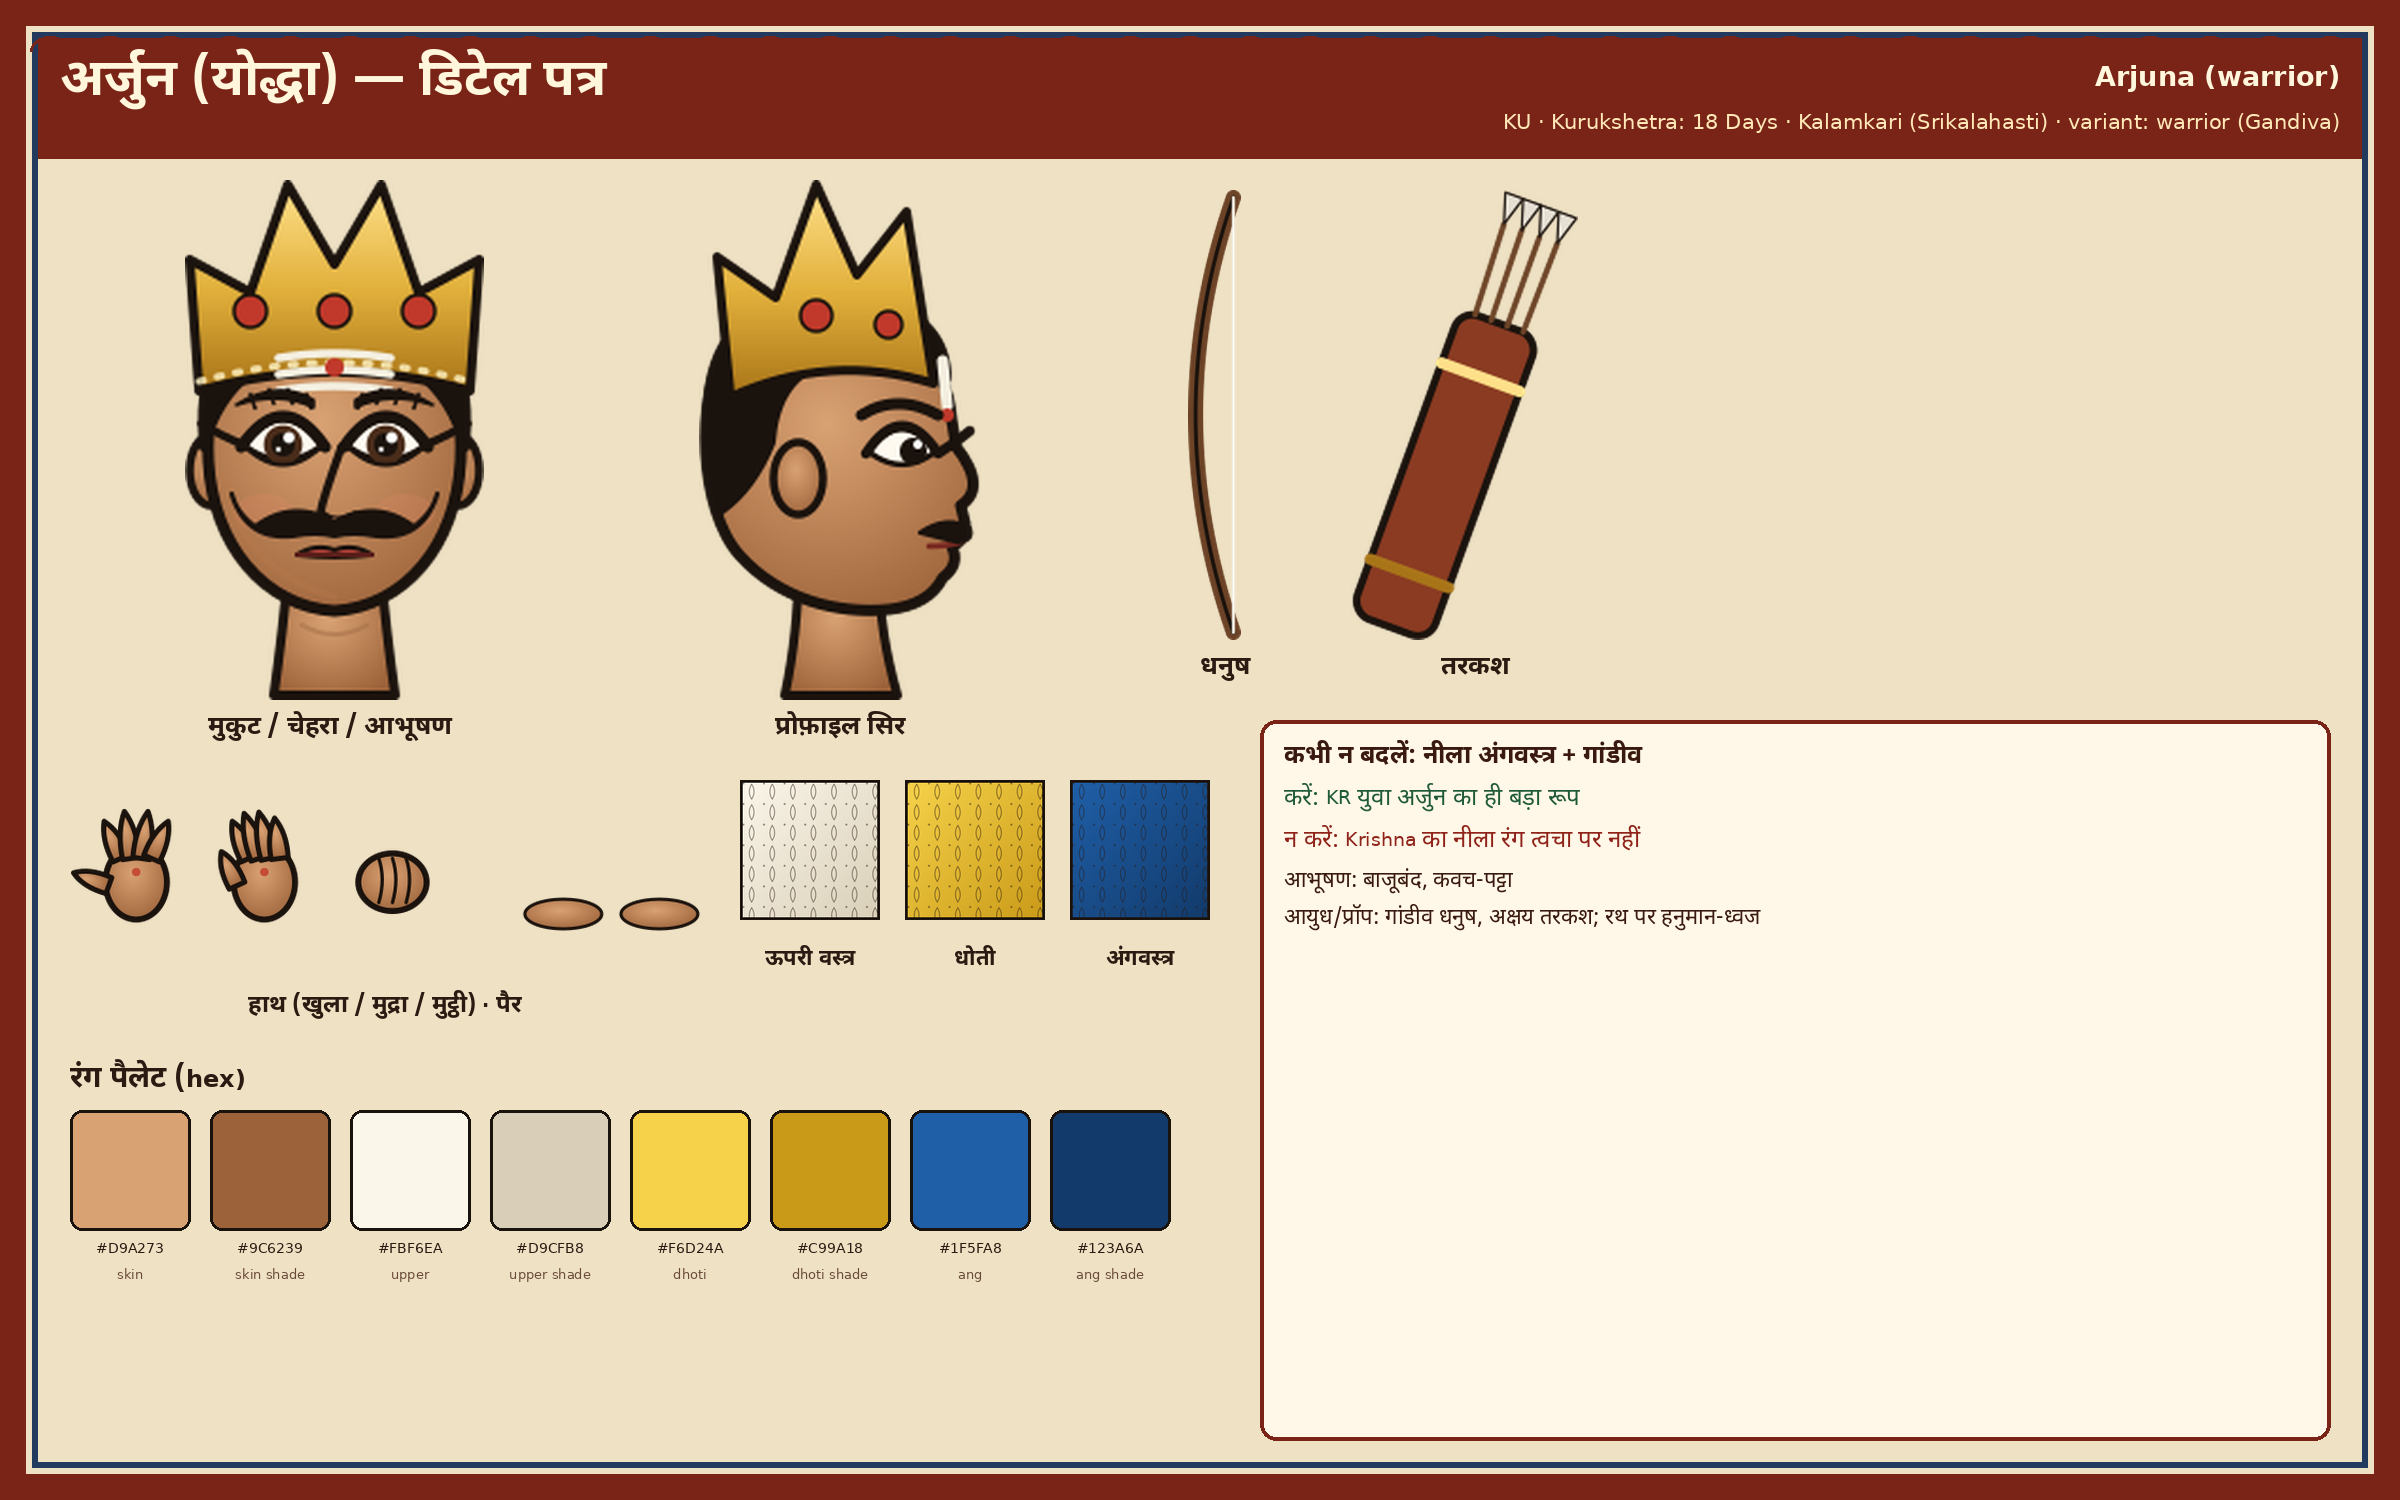 अर्जुन (योद्धा) — डिटेल पत्र
Arjuna (warrior)
KU · Kurukshetra: 18 Days · Kalamkari (Srikalahasti) · variant: warrior (Gandiva)
धनुष
तरकश
मुकुट / चेहरा / आभूषण
प्रोफ़ाइल सिर
कभी न बदलें: नीला अंगवस्त्र + गांडीव
करें: KR युवा अर्जुन का ही बड़ा रूप
न करें: Krishna का नीला रंग त्वचा पर नहीं
आभूषण: बाजूबंद, कवच-पट्टा
आयुध/प्रॉप: गांडीव धनुष, अक्षय तरकश; रथ पर हनुमान-ध्वज
ऊपरी वस्त्र
धोती
अंगवस्त्र
हाथ (खुला / मुद्रा / मुट्ठी) · पैर
रंग पैलेट (hex)
#D9A273
#9C6239
#FBF6EA
#D9CFB8
#F6D24A
#C99A18
#1F5FA8
#123A6A
skin
skin shade
upper
upper shade
dhoti
dhoti shade
ang
ang shade